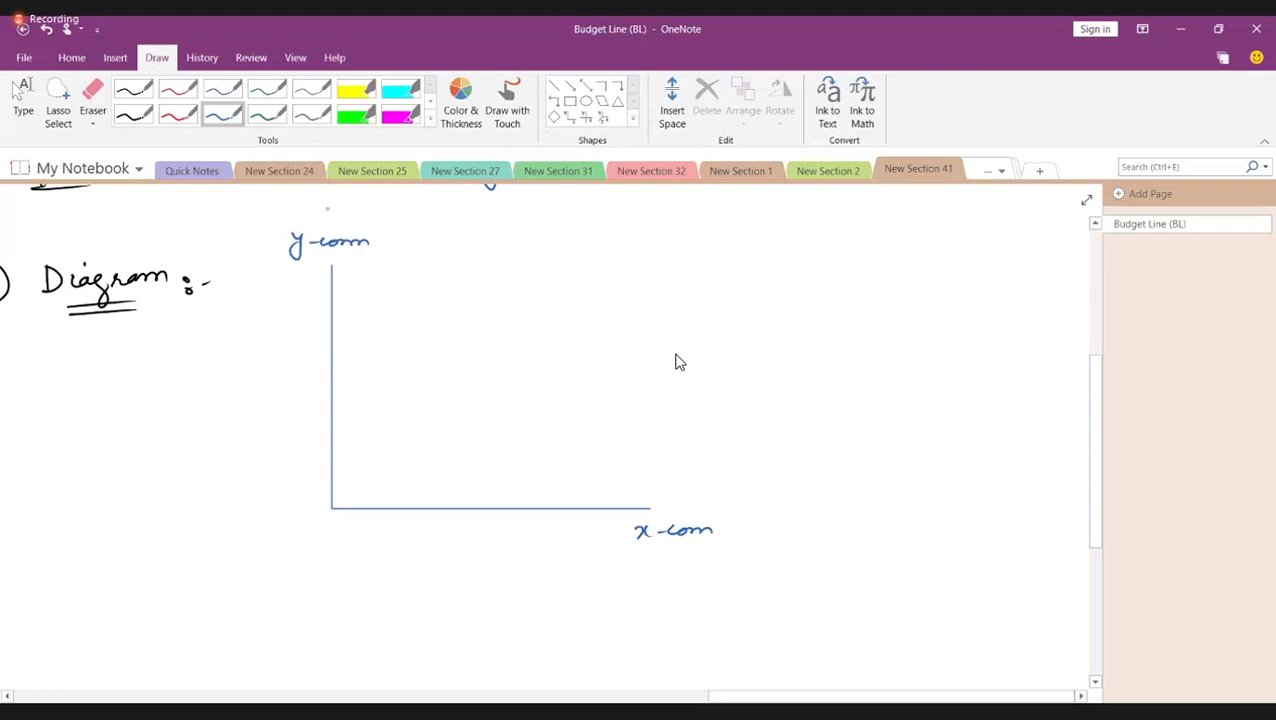 Recording
Budget Line (BL) - OneNote
Sign in
File Home Insert Draw History Review View Help
Type
Lasso Select
Eraser
Color & Thickness
Draw with Touch
Insert Space
Delete
Arrange
Rotate
Ink to Text
Ink to Math
Tools
Shapes
Edit
Convert
My Notebook
Quick Notes
New Section 24
New Section 25
New Section 27
New Section 31
New Section 32
New Section 1
New Section 2
New Section 41
...
Search (Ctrl+E)
Add Page
Budget Line (BL)
y-com
) Diagram :-
x-com